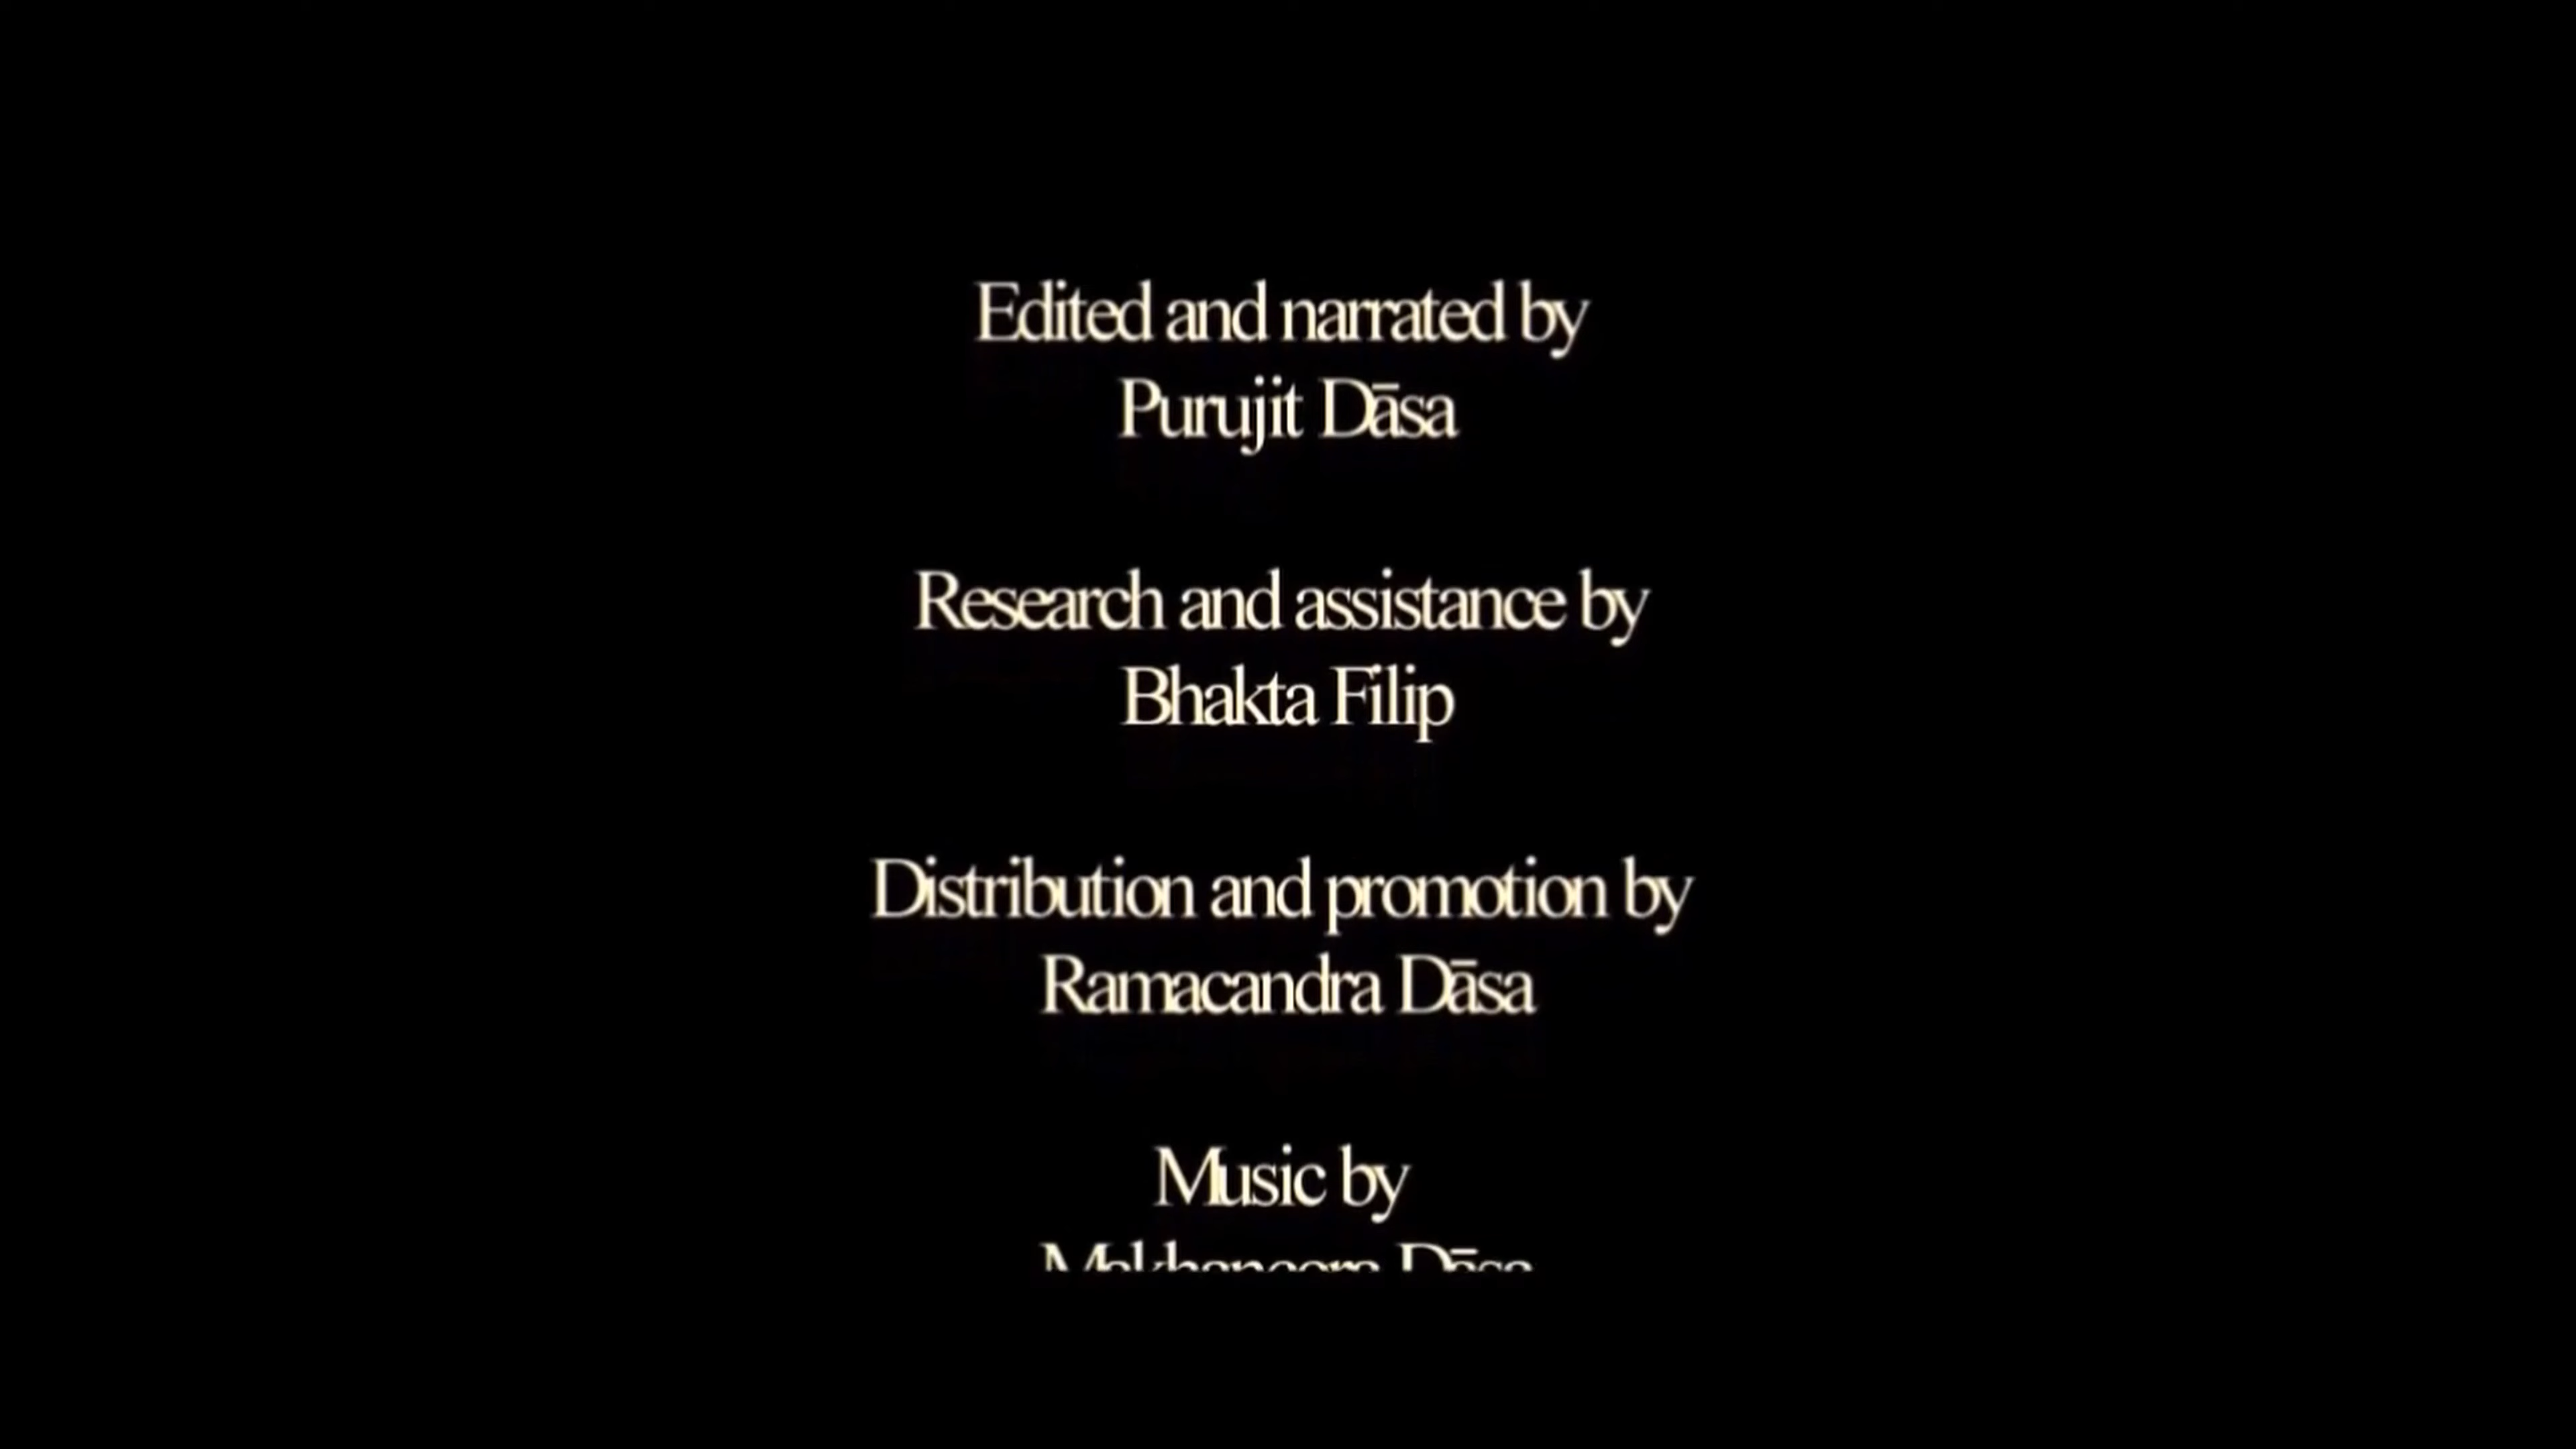 Edited and narrated by
Purujit Dāsa
Research and assistance by
Bhakta Filip
Distribution and promotion by
Ramacandra Dāsa
Music by
Dāsa